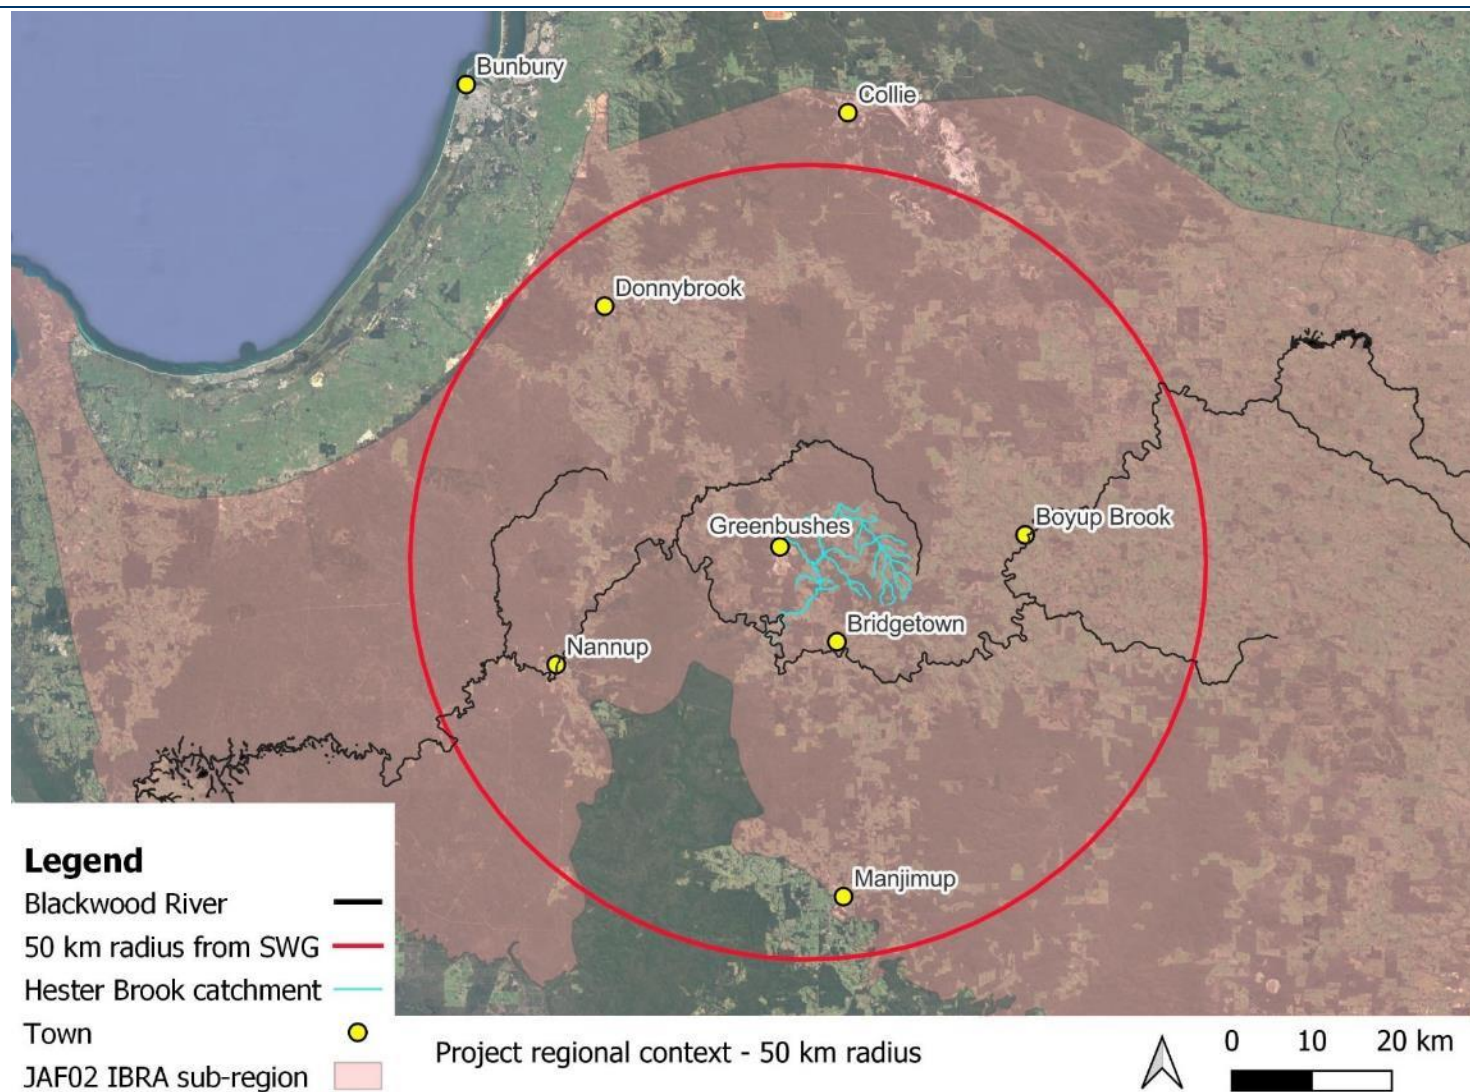 Bunbury
Collie
Donnybrook
Greenbushes
Boyup Brook
Bridgetown
Nannup
Manjimup
Legend
Blackwood River
50 km radius from SWG
Hester Brook catchment
Town
JAF02 IBRA sub-region
Project regional context - 50 km radius
0 10 20 km